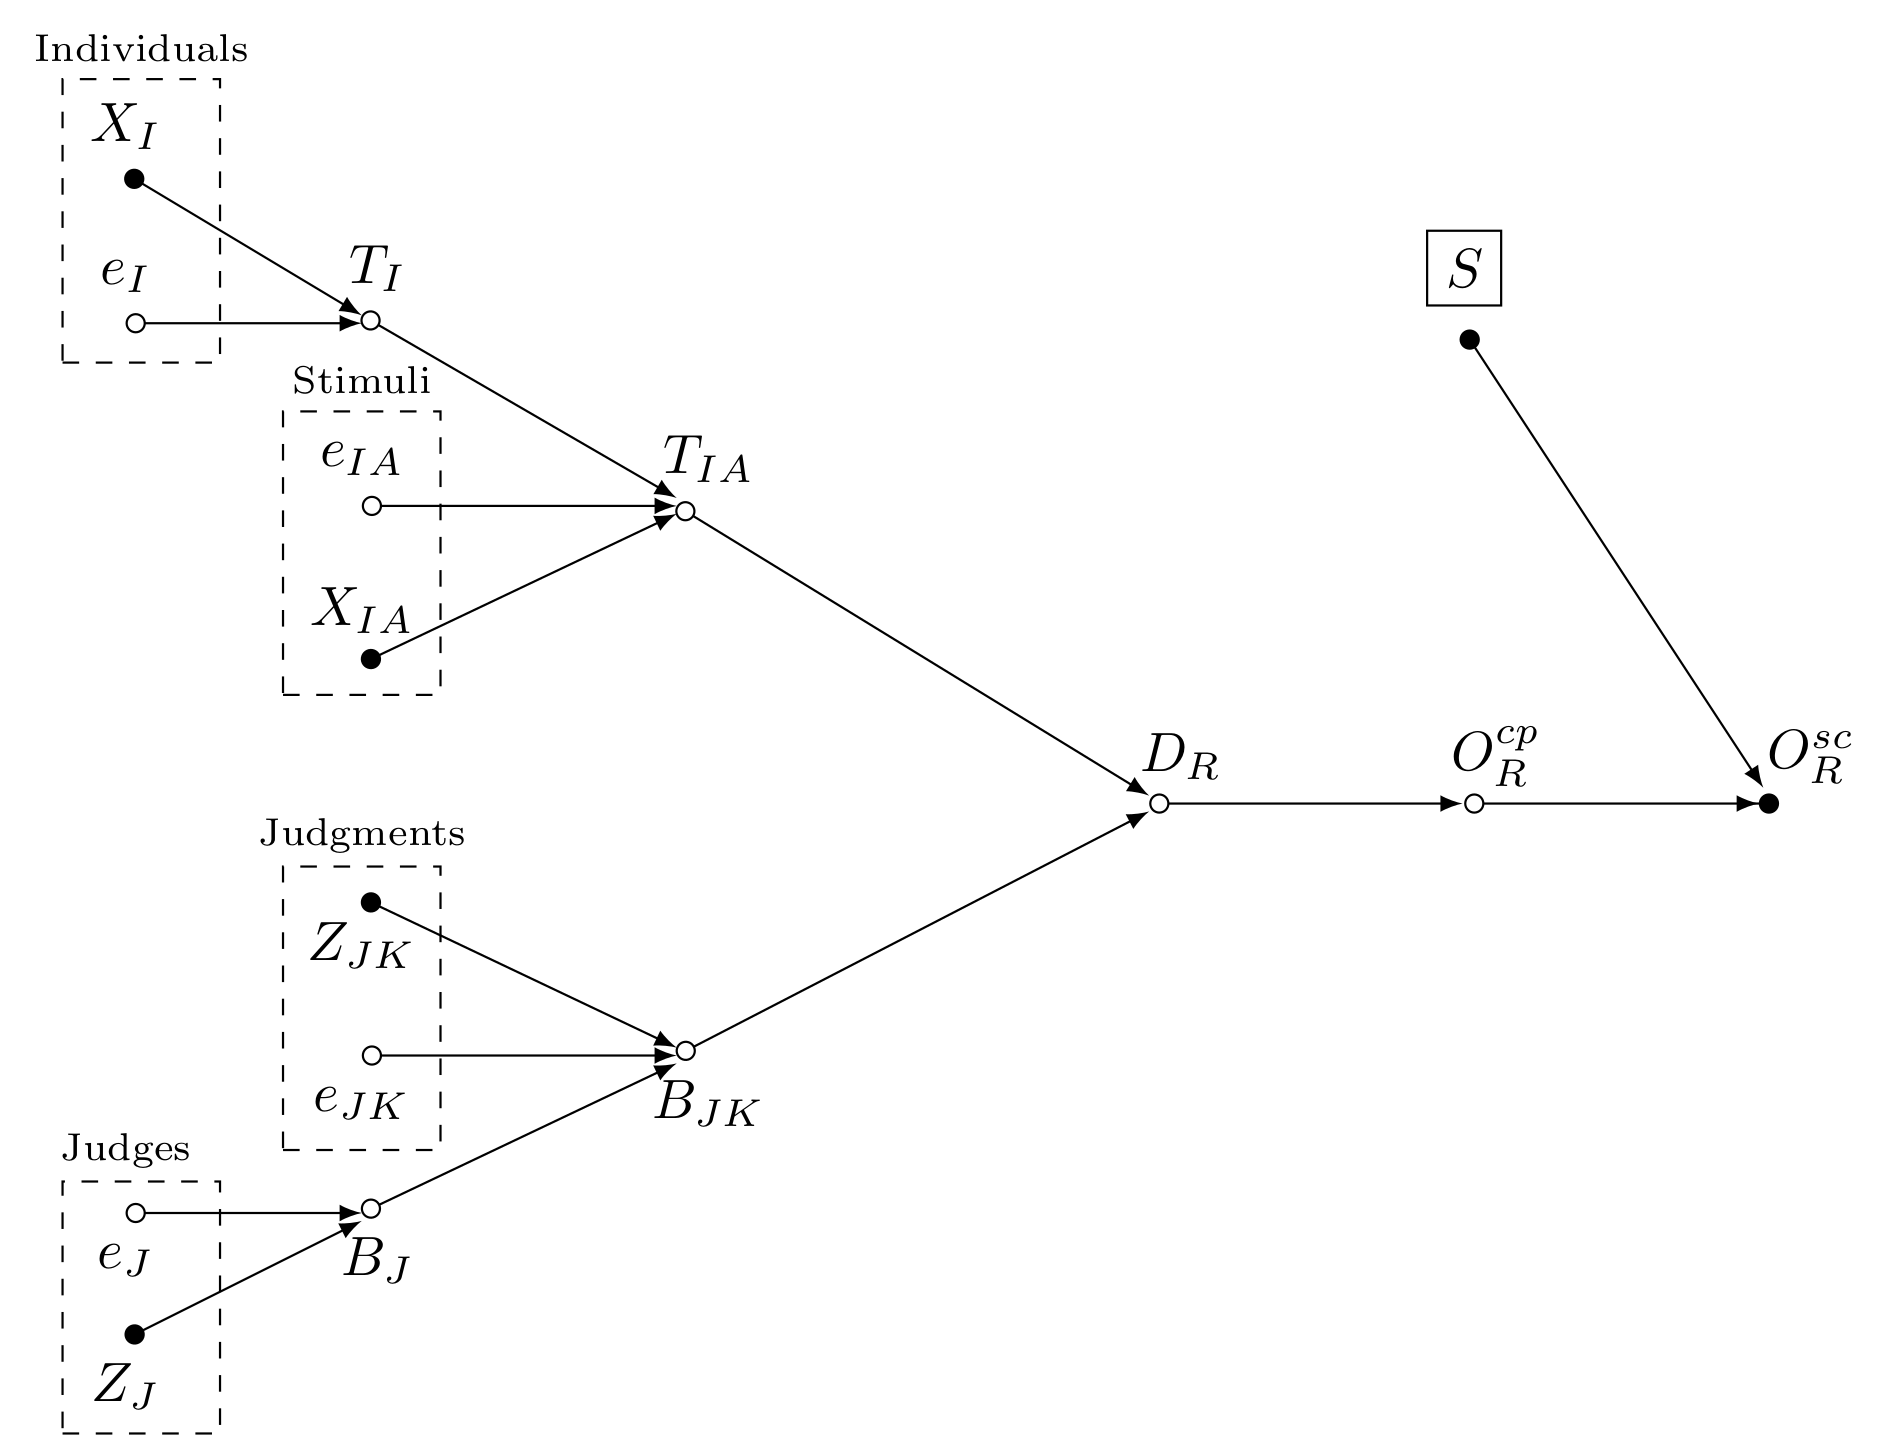 Individuals
X_I
e_I
T_I
S
Stimuli
e_{IA}
T_{IA}
X_{IA}
D_R
O_R^{cp}
O_R^{sc}
Judgments
Z_{JK}
e_{JK}
B_{JK}
Judges
e_J
B_J
Z_J